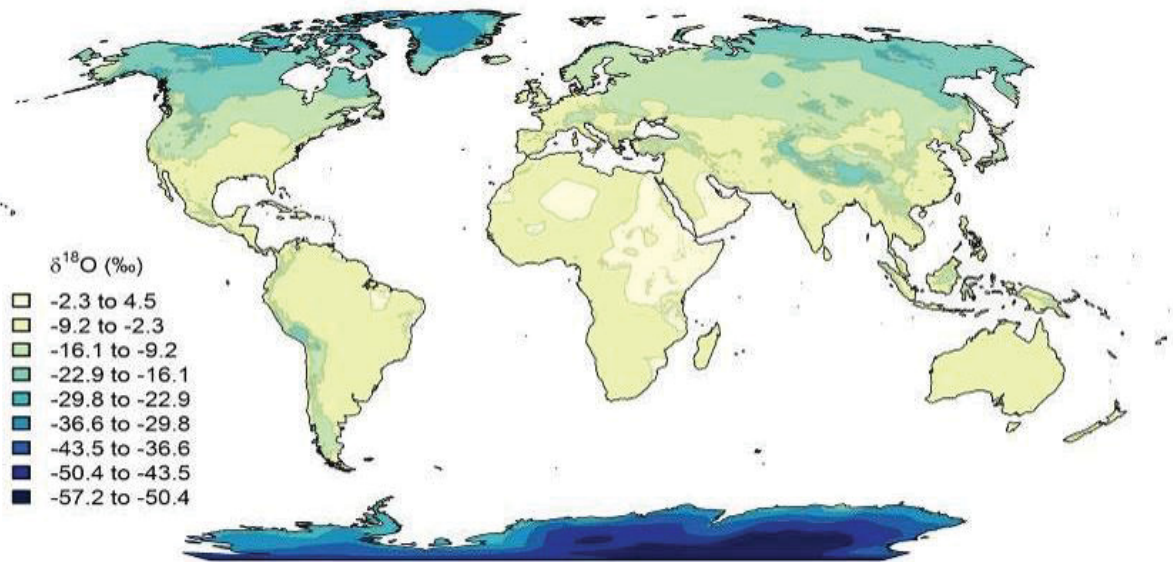 δ¹⁸O (‰)
-2.3 to 4.5
-9.2 to -2.3
-16.1 to -9.2
-22.9 to -16.1
-29.8 to -22.9
-36.6 to -29.8
-43.5 to -36.6
-50.4 to -43.5
-57.2 to -50.4